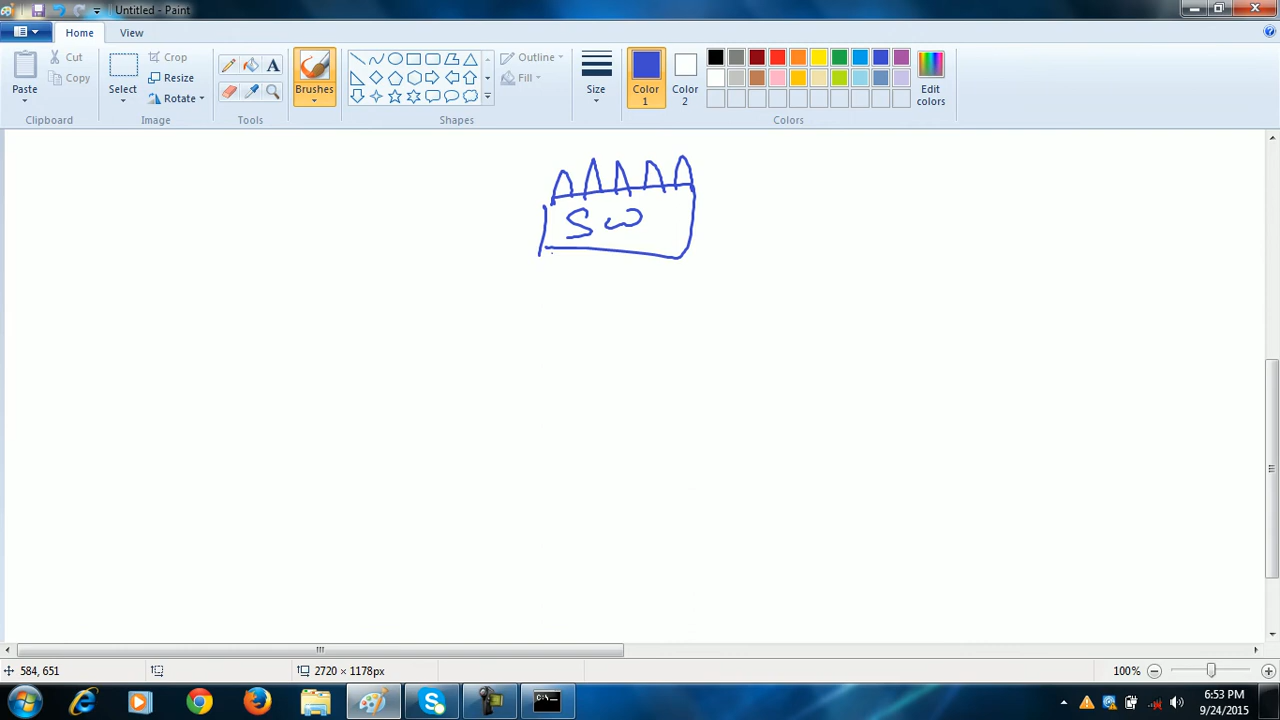 Untitled - Paint
Home View
Paste
Cut
Copy
Clipboard
Select
Crop
Resize
Rotate
Image
A
Tools
Brushes
Shapes
Outline
Fill
Size
Color 1
Color 2
Edit colors
Colors
SW
584, 651
2720 × 1178px
100%
6:53 PM
9/24/2015